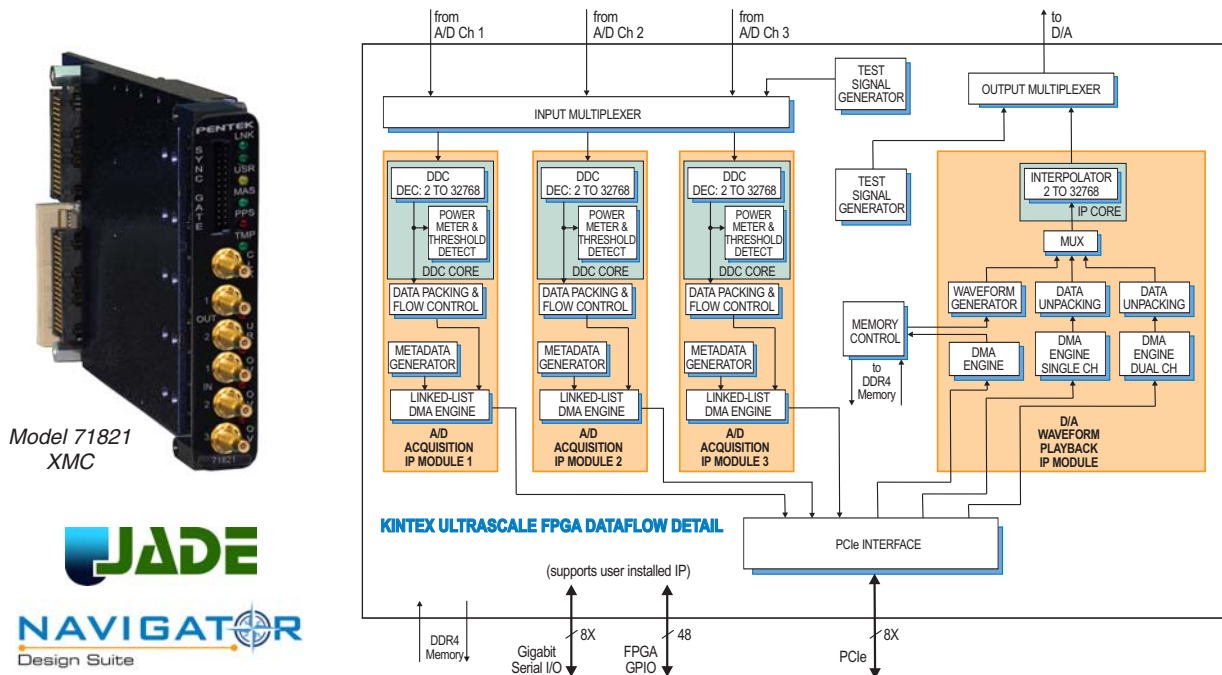 PENTEK
LNK
USR
MAS
PPS
TMP
SYNC GATE
1
OUT
2
1
IN
2
3
71821
Model 71821
XMC
JADE
NAVIGATOR
Design Suite
from
A/D Ch 1
from
A/D Ch 2
from
A/D Ch 3
to
D/A
TEST
SIGNAL
GENERATOR
OUTPUT MULTIPLEXER
INPUT MULTIPLEXER
TEST
SIGNAL
GENERATOR
DDC
DEC: 2 TO 32768
POWER
METER &
THRESHOLD
DETECT
DDC CORE
DATA PACKING &
FLOW CONTROL
METADATA
GENERATOR
LINKED-LIST
DMA ENGINE
A/D
ACQUISITION
IP MODULE 1
DDC
DEC: 2 TO 32768
POWER
METER &
THRESHOLD
DETECT
DDC CORE
DATA PACKING &
FLOW CONTROL
METADATA
GENERATOR
LINKED-LIST
DMA ENGINE
A/D
ACQUISITION
IP MODULE 2
DDC
DEC: 2 TO 32768
POWER
METER &
THRESHOLD
DETECT
DDC CORE
DATA PACKING &
FLOW CONTROL
METADATA
GENERATOR
LINKED-LIST
DMA ENGINE
A/D
ACQUISITION
IP MODULE 3
INTERPOLATOR
2 TO 32768
IP CORE
MUX
WAVEFORM
GENERATOR
DATA
UNPACKING
DATA
UNPACKING
MEMORY
CONTROL
to
DDR4
Memory
DMA
ENGINE
DMA
ENGINE
SINGLE CH
DMA
ENGINE
DUAL CH
D/A
WAVEFORM
PLAYBACK
IP MODULE
KINTEX ULTRASCALE FPGA DATAFLOW DETAIL
PCIe INTERFACE
(supports user installed IP)
DDR4
Memory
8X
Gigabit
Serial I/O
48
FPGA
GPIO
8X
PCIe